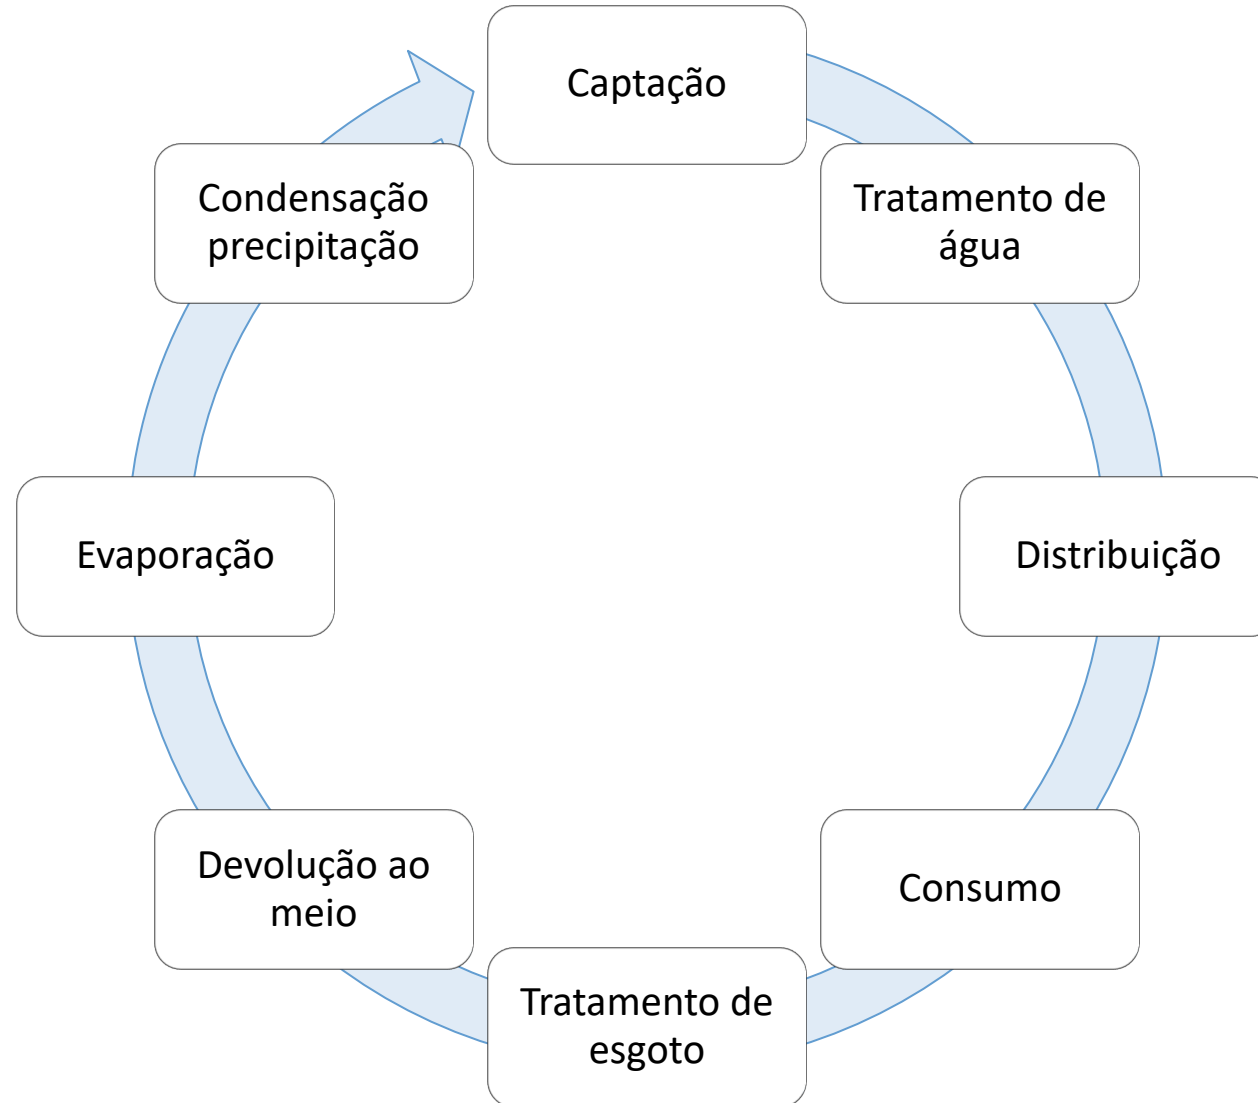 Captação
Tratamento de
água
Distribuição
Consumo
Tratamento de
esgoto
Devolução ao
meio
Evaporação
Condensação
precipitação